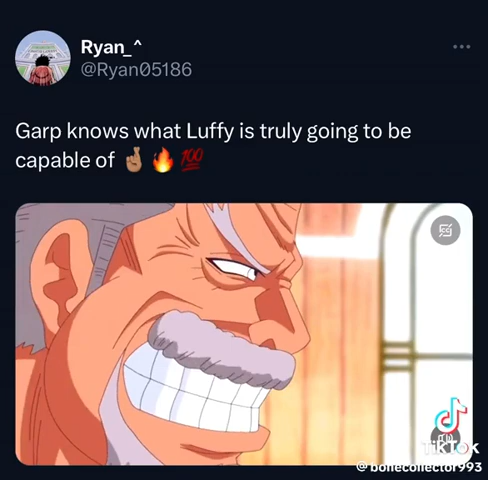 Ryan_^
@Ryan05186
Garp knows what Luffy is truly going to be
capable of 🤞🏽 🔥 💯
TikTok
@bonecollector993